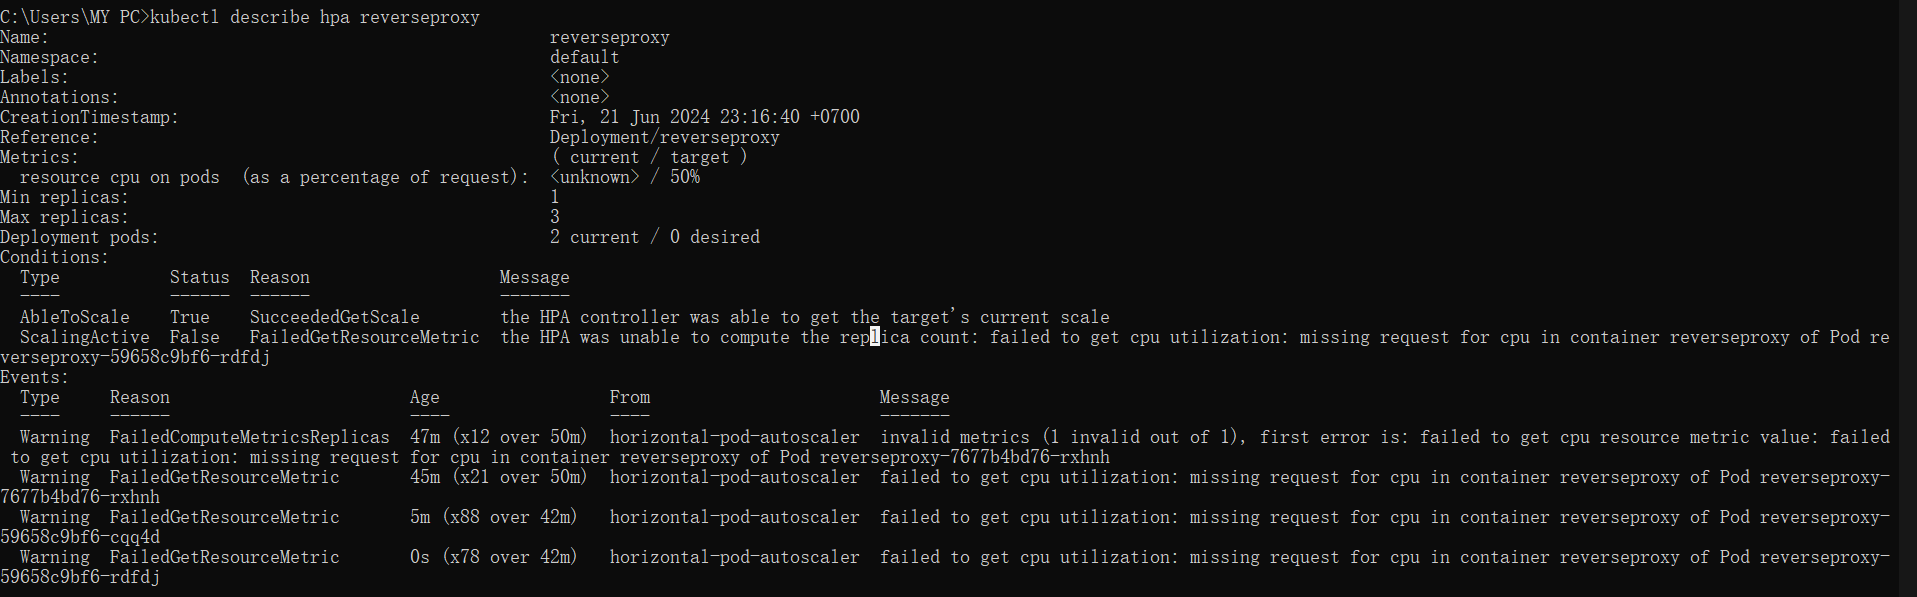 C:\Users\MY PC>kubectl describe hpa reverseproxy
Name:                                                  reverseproxy
Namespace:                                             default
Labels:                                                <none>
Annotations:                                           <none>
CreationTimestamp:                                     Fri, 21 Jun 2024 23:16:40 +0700
Reference:                                             Deployment/reverseproxy
Metrics:                                               ( current / target )
  resource cpu on pods  (as a percentage of request):  <unknown> / 50%
Min replicas:                                          1
Max replicas:                                          3
Deployment pods:                                       2 current / 0 desired
Conditions:
  Type           Status  Reason                   Message
  ----           ------  ------                   -------
  AbleToScale    True    SucceededGetScale        the HPA controller was able to get the target's current scale
  ScalingActive  False   FailedGetResourceMetric  the HPA was unable to compute the replica count: failed to get cpu utilization: missing request for cpu in container reverseproxy of Pod re
verseproxy-59658c9bf6-rdfdj
Events:
  Type     Reason                        Age                 From                       Message
  ----     ------                        ----                ----                       -------
  Warning  FailedComputeMetricsReplicas  47m (x12 over 50m)  horizontal-pod-autoscaler  invalid metrics (1 invalid out of 1), first error is: failed to get cpu resource metric value: failed
 to get cpu utilization: missing request for cpu in container reverseproxy of Pod reverseproxy-7677b4bd76-rxhnh
  Warning  FailedGetResourceMetric       45m (x21 over 50m)  horizontal-pod-autoscaler  failed to get cpu utilization: missing request for cpu in container reverseproxy of Pod reverseproxy-
7677b4bd76-rxhnh
  Warning  FailedGetResourceMetric       5m (x88 over 42m)   horizontal-pod-autoscaler  failed to get cpu utilization: missing request for cpu in container reverseproxy of Pod reverseproxy-
59658c9bf6-cqq4d
  Warning  FailedGetResourceMetric       0s (x78 over 42m)   horizontal-pod-autoscaler  failed to get cpu utilization: missing request for cpu in container reverseproxy of Pod reverseproxy-
59658c9bf6-rdfdj